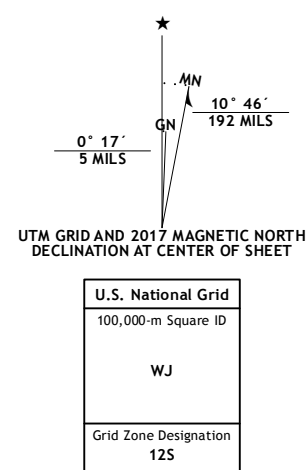 ★
MN
GN
10° 46´
192 MILS
0° 17´
5 MILS
UTM GRID AND 2017 MAGNETIC NORTH
DECLINATION AT CENTER OF SHEET
U.S. National Grid
100,000-m Square ID
WJ
Grid Zone Designation
12S